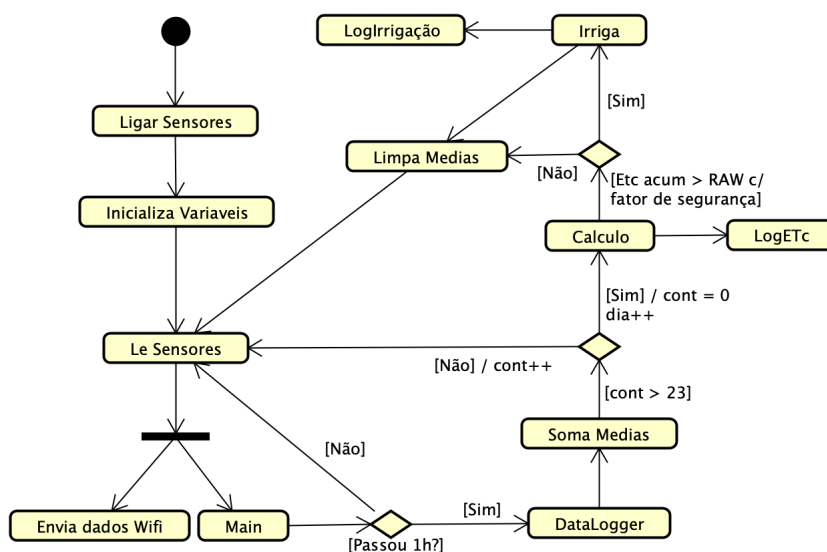 LogIrrigação
Irriga
[Sim]
Ligar Sensores
Limpa Medias
[Não]
[Etc acum > RAW c/
fator de segurança]
Inicializa Variaveis
Calculo
LogETc
[Sim] / cont = 0
dia++
Le Sensores
[Não] / cont++
[cont > 23]
Soma Medias
[Não]
Envia dados Wifi
Main
[Sim]
DataLogger
[Passou 1h?]